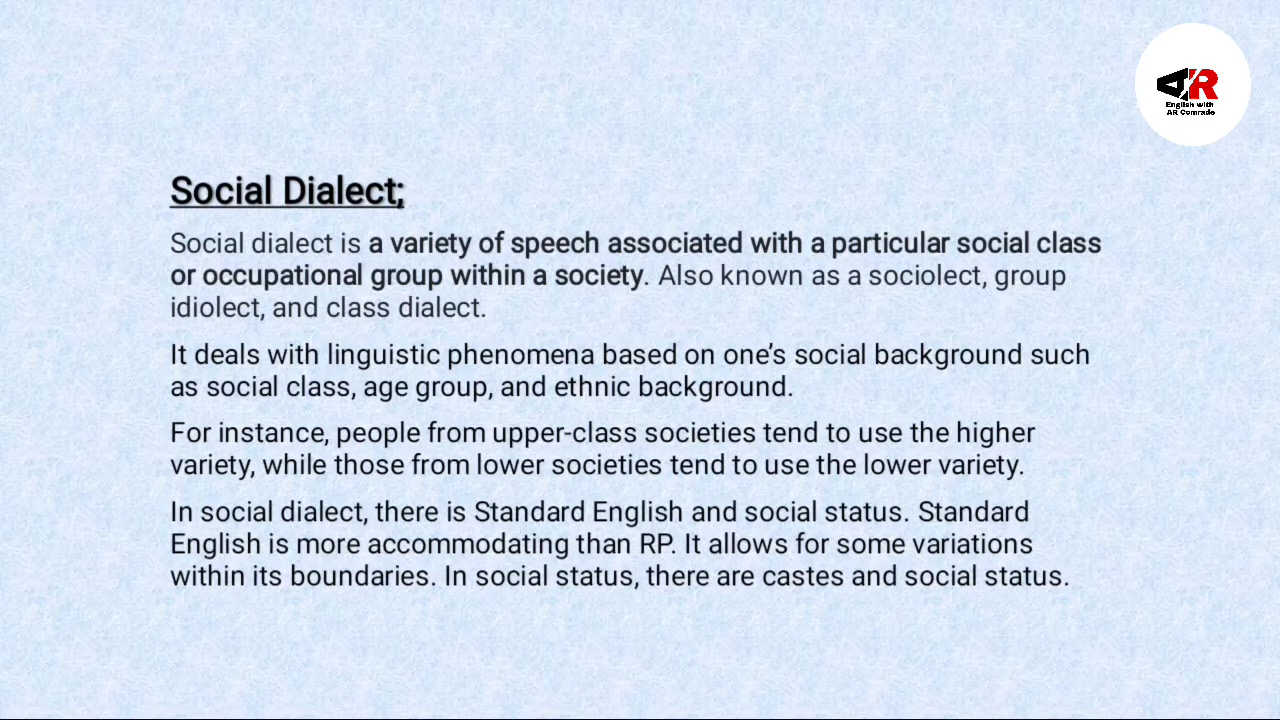 AR
English with
AR Comrade
Social Dialect;
Social dialect is a variety of speech associated with a particular social class
or occupational group within a society. Also known as a sociolect, group
idiolect, and class dialect.
It deals with linguistic phenomena based on one’s social background such
as social class, age group, and ethnic background.
For instance, people from upper-class societies tend to use the higher
variety, while those from lower societies tend to use the lower variety.
In social dialect, there is Standard English and social status. Standard
English is more accommodating than RP. It allows for some variations
within its boundaries. In social status, there are castes and social status.